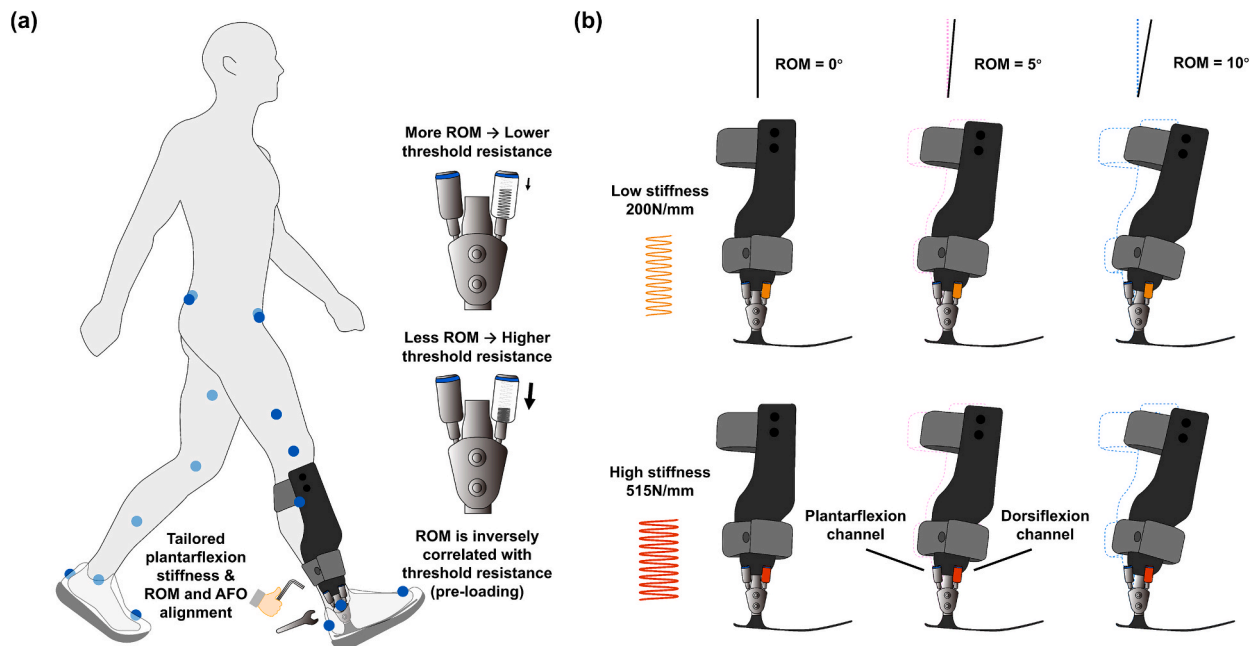 (a)
More ROM → Lower
threshold resistance
Less ROM → Higher
threshold resistance
ROM is inversely
correlated with
threshold resistance
(pre-loading)
Tailored
plantarflexion
stiffness &
ROM and AFO
alignment
(b)
ROM = 0°
ROM = 5°
ROM = 10°
Low stiffness
200N/mm
High stiffness
515N/mm
Plantarflexion
channel
Dorsiflexion
channel